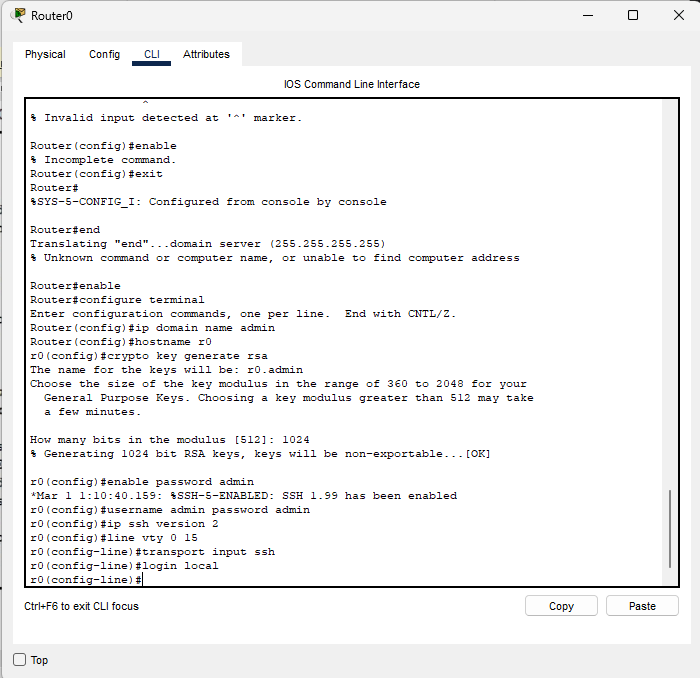 Router0
Physical Config CLI Attributes
IOS Command Line Interface
^
% Invalid input detected at '^' marker.
Router(config)#enable
% Incomplete command.
Router(config)#exit
Router#
%SYS-5-CONFIG_I: Configured from console by console
Router#end
Translating "end"...domain server (255.255.255.255)
% Unknown command or computer name, or unable to find computer address
Router#enable
Router#configure terminal
Enter configuration commands, one per line.  End with CNTL/Z.
Router(config)#ip domain name admin
Router(config)#hostname r0
r0(config)#crypto key generate rsa
The name for the keys will be: r0.admin
Choose the size of the key modulus in the range of 360 to 2048 for your
  General Purpose Keys. Choosing a key modulus greater than 512 may take
  a few minutes.
How many bits in the modulus [512]: 1024
% Generating 1024 bit RSA keys, keys will be non-exportable...[OK]
r0(config)#enable password admin
*Mar 1 1:10:40.159: %SSH-5-ENABLED: SSH 1.99 has been enabled
r0(config)#username admin password admin
r0(config)#ip ssh version 2
r0(config)#line vty 0 15
r0(config-line)#transport input ssh
r0(config-line)#login local
r0(config-line)#
Ctrl+F6 to exit CLI focus
Copy Paste
Top